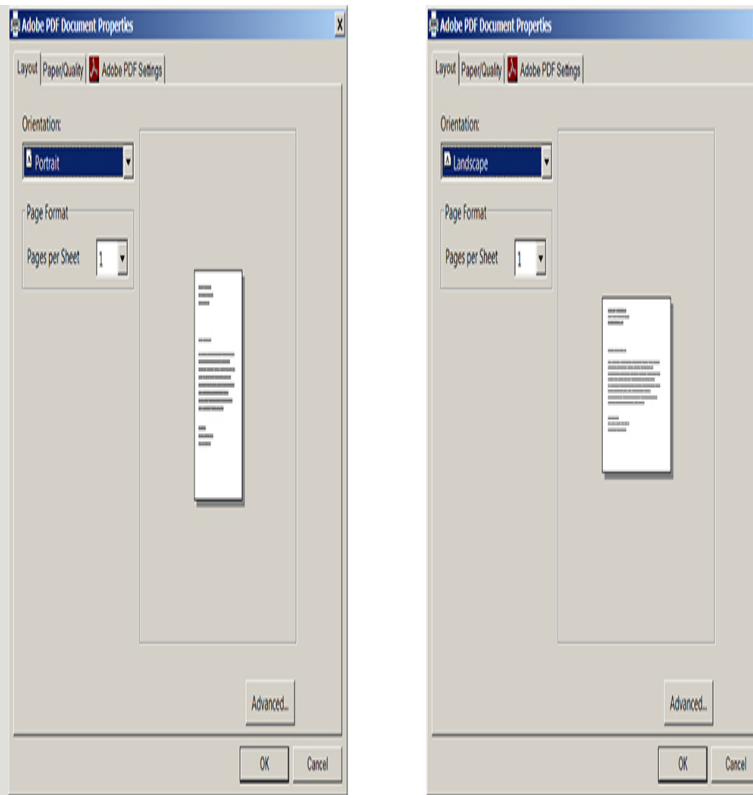 Adobe PDF Document Properties
Layout Paper/Quality Adobe PDF Settings
Orientation:
Portrait
Page Format
Pages per Sheet 1
Advanced...
OK Cancel
Adobe PDF Document Properties
Layout Paper/Quality Adobe PDF Settings
Orientation:
Landscape
Page Format
Pages per Sheet 1
Advanced...
OK Cancel